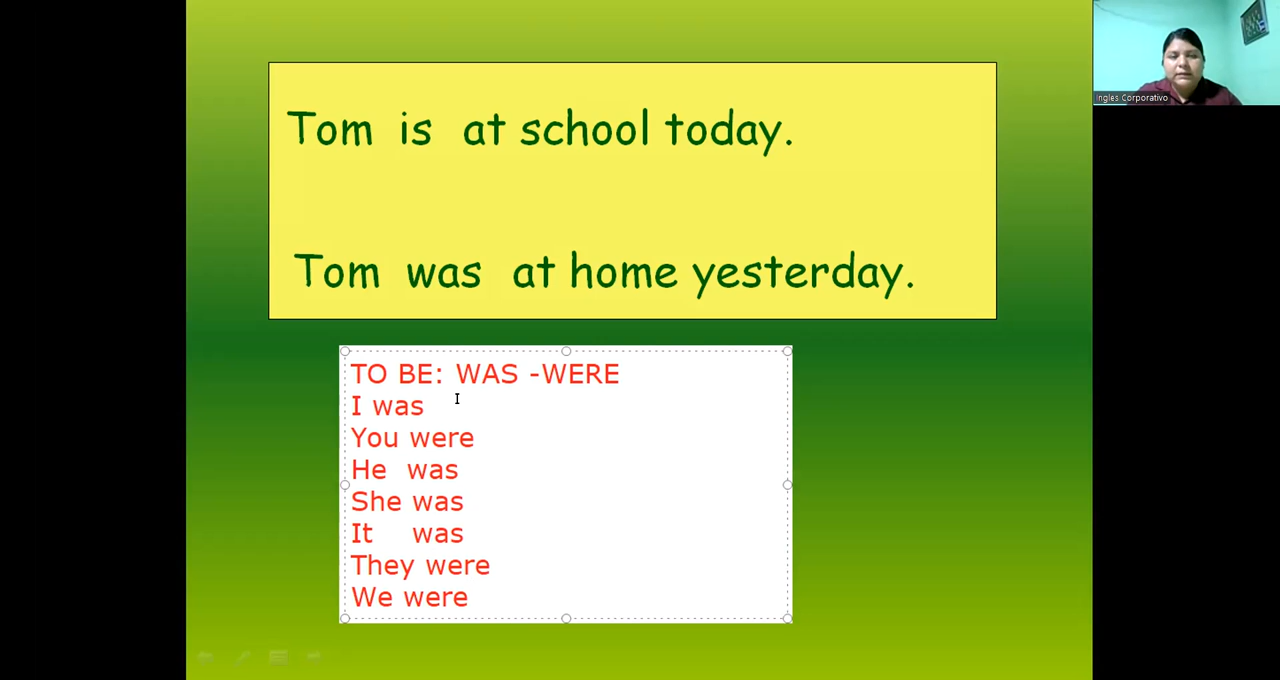 Tom is at school today.
Tom was at home yesterday.
TO BE: WAS -WERE
I was
You were
He was
She was
It was
They were
We were
Ingles Corporativo